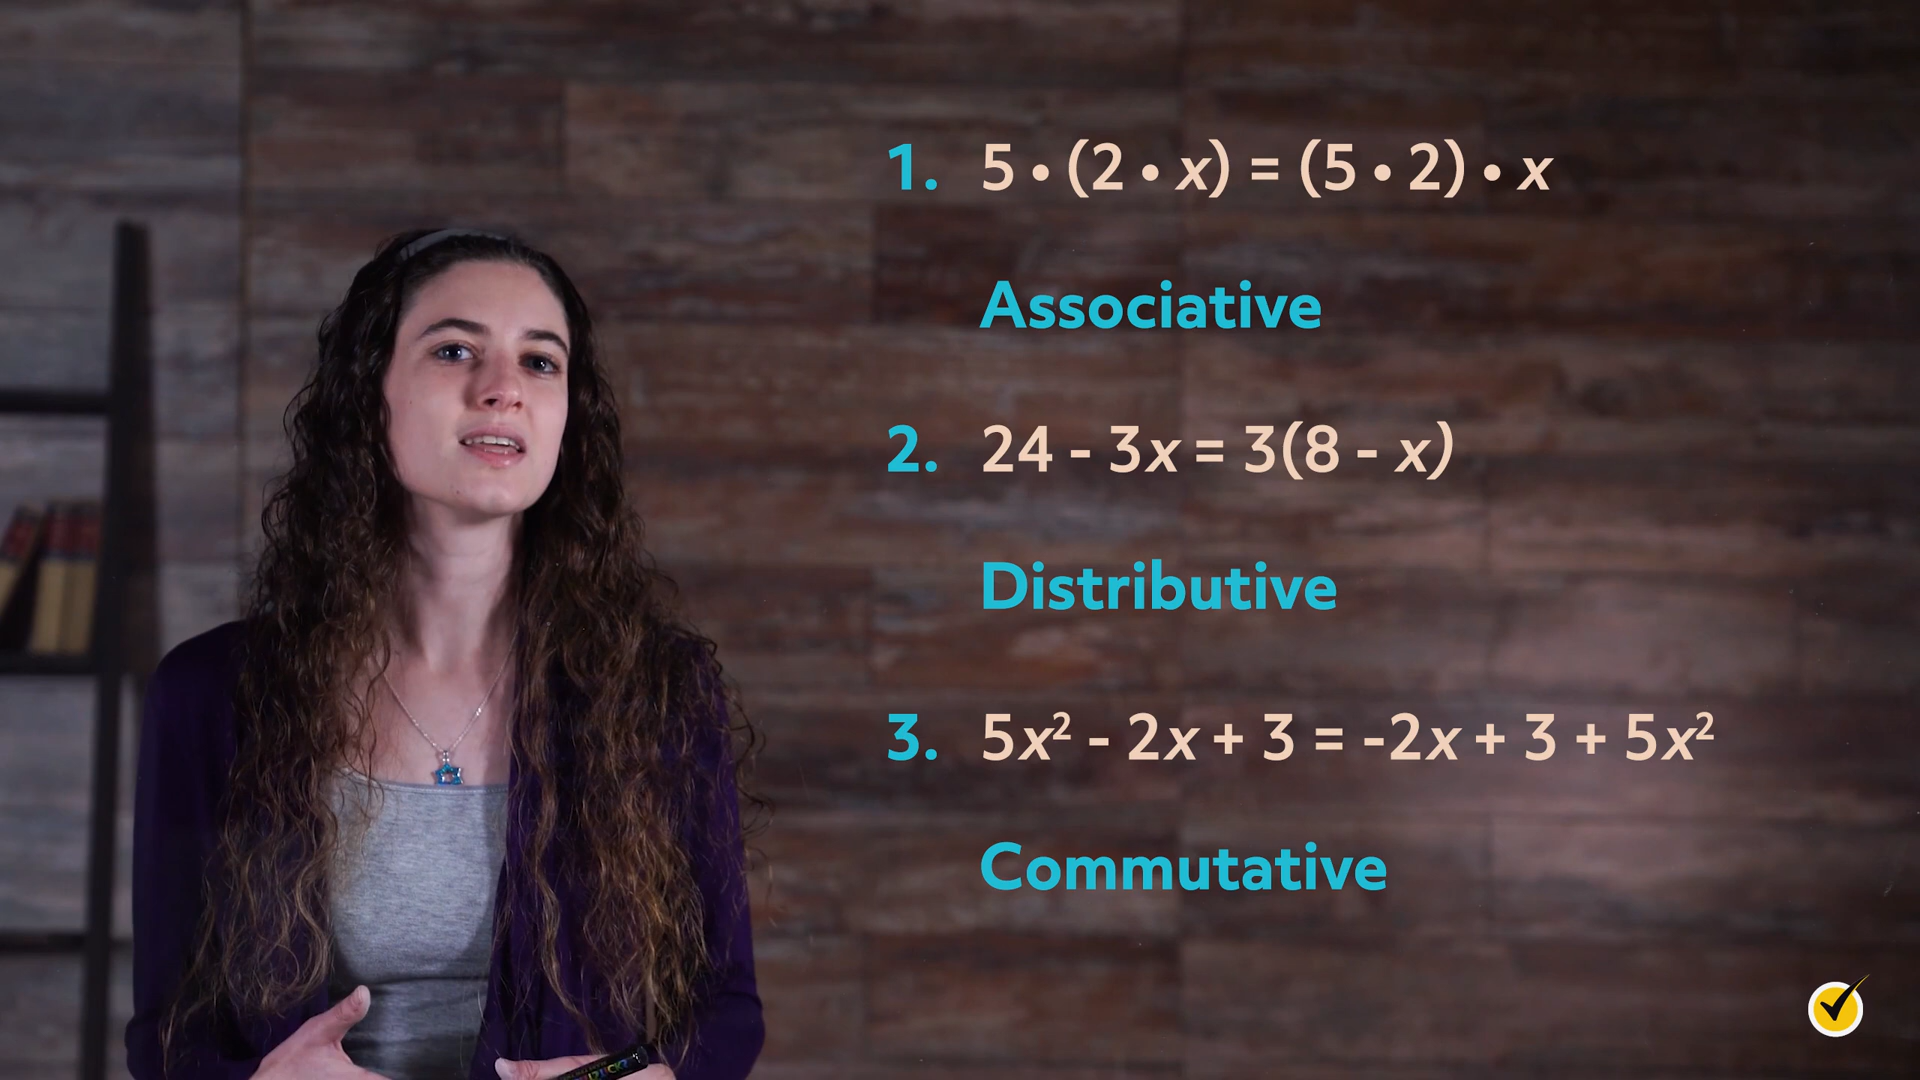 1. 5 • (2 • x) = (5 • 2) • x
Associative
2. 24 - 3x = 3(8 - x)
Distributive
3. 5x² - 2x + 3 = -2x + 3 + 5x²
Commutative